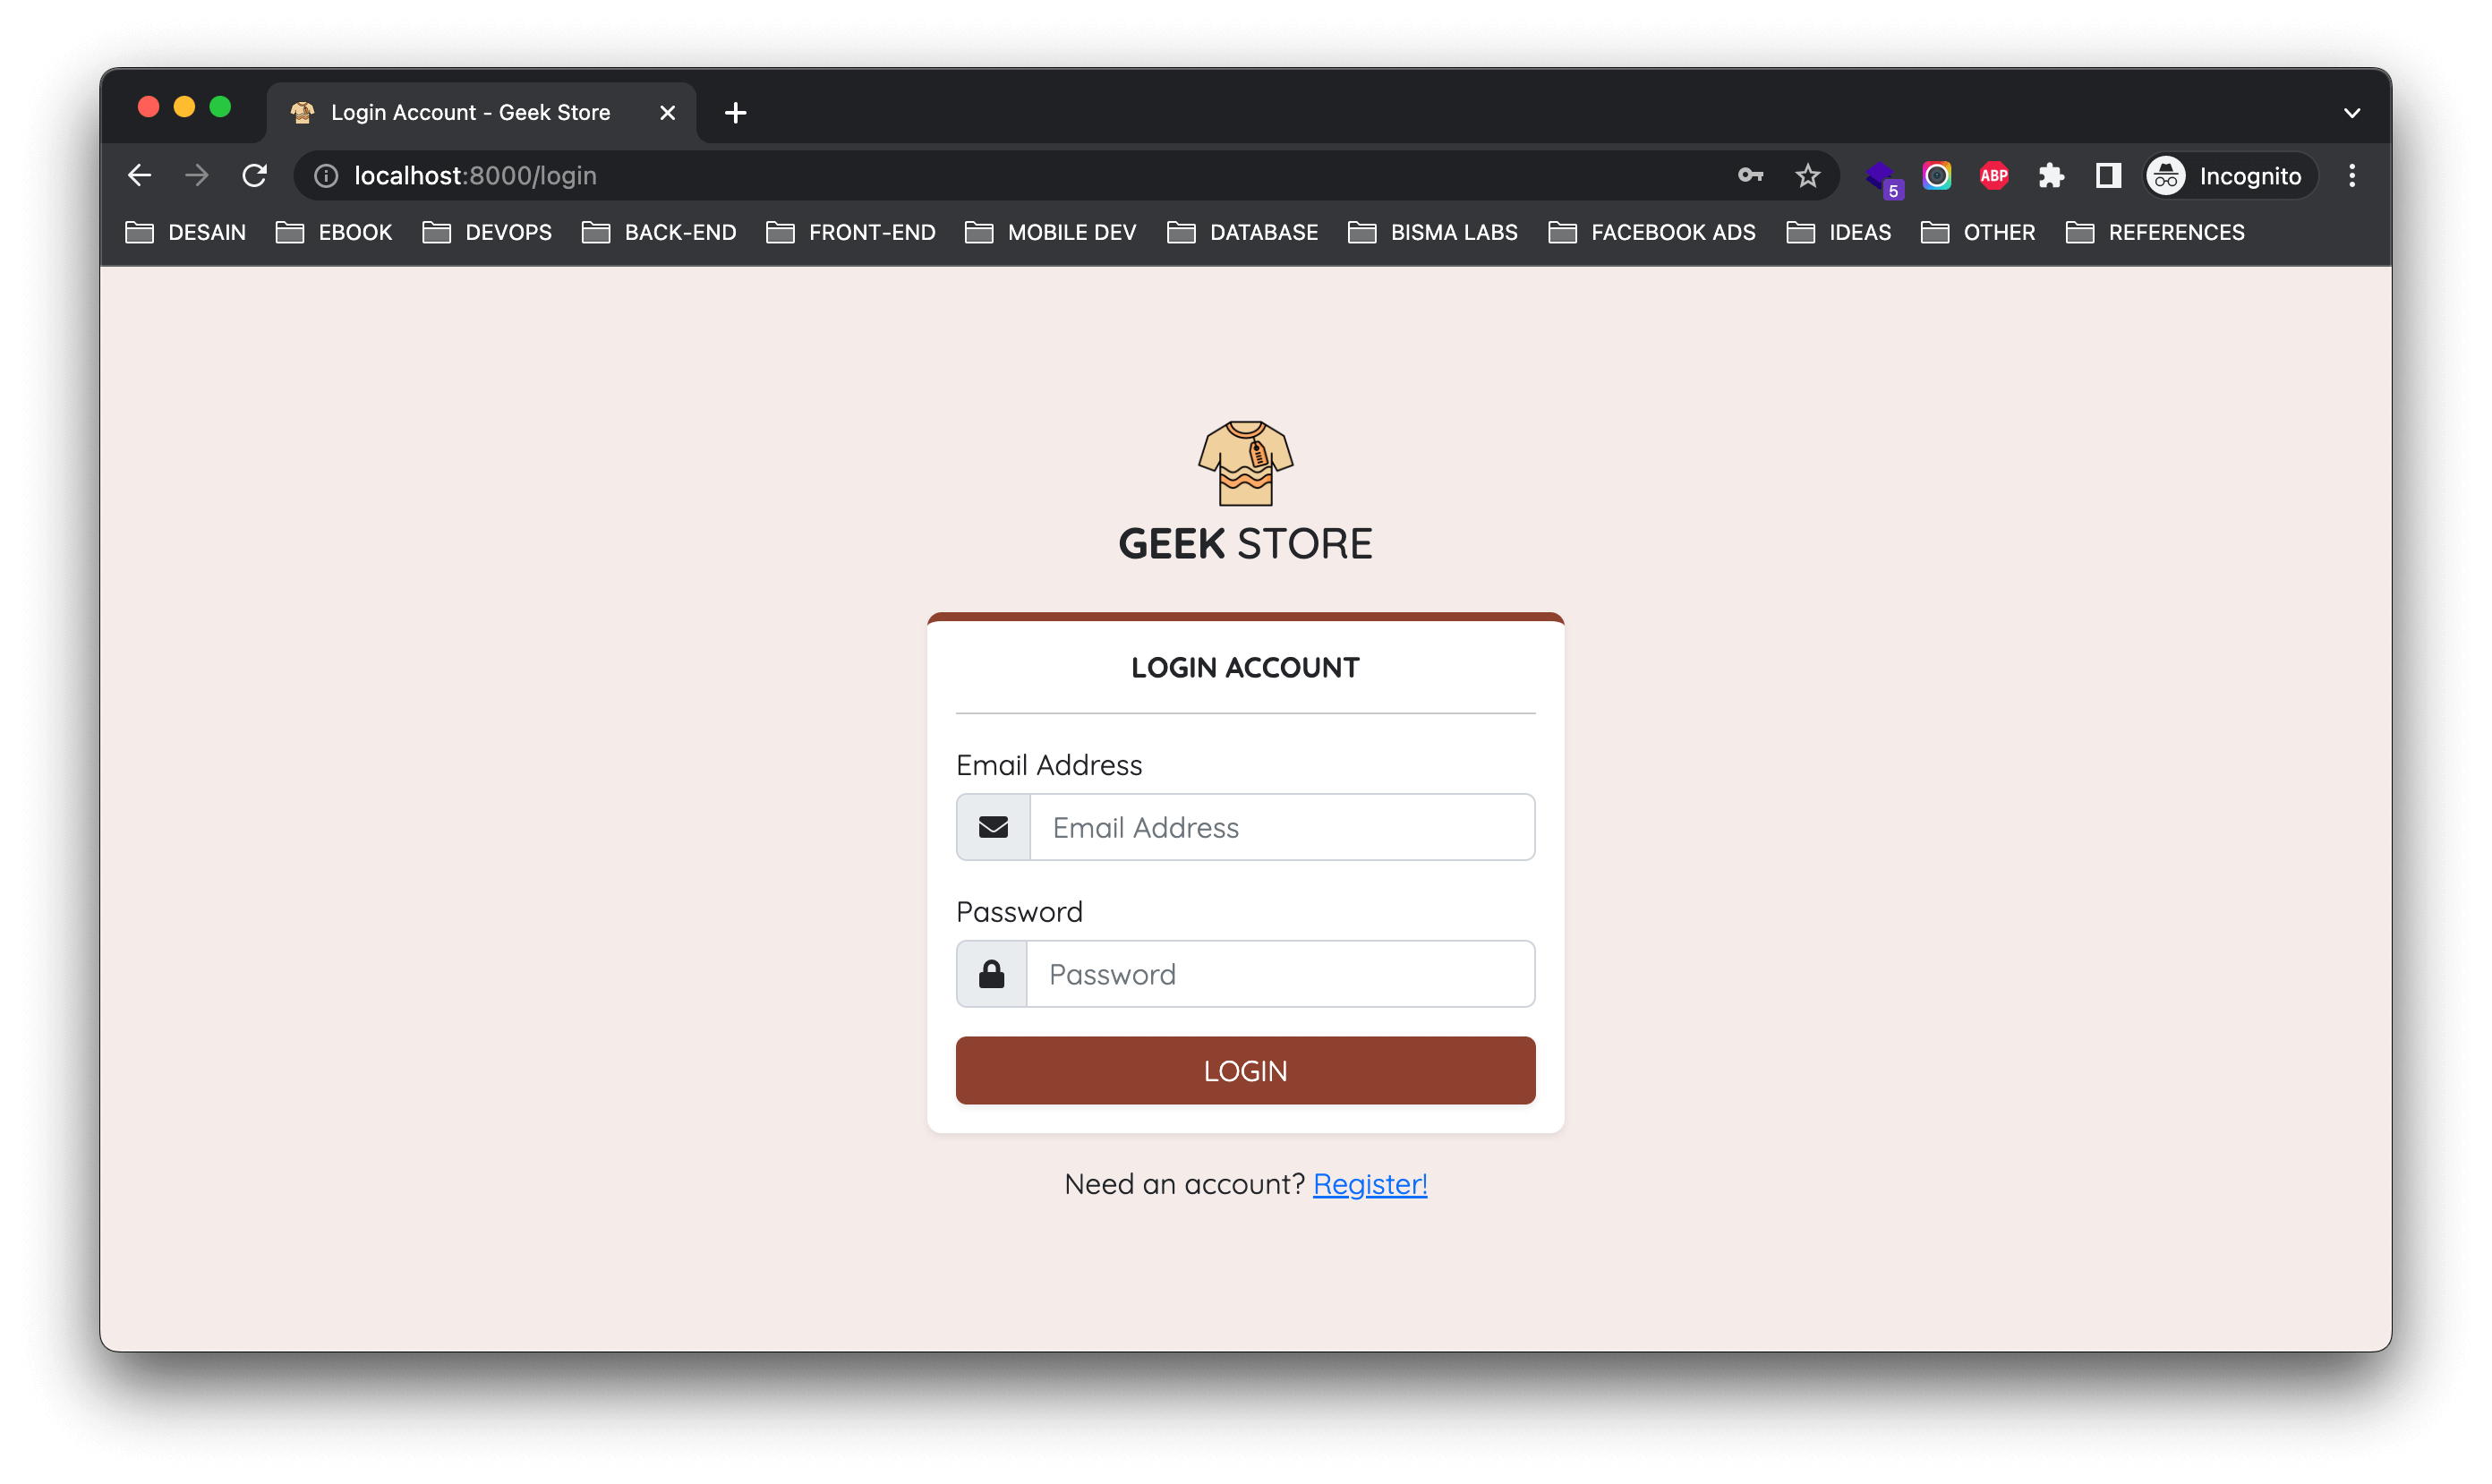 Login Account - Geek Store
localhost:8000/login
5
ABP
Incognito
DESAIN EBOOK DEVOPS BACK-END FRONT-END MOBILE DEV DATABASE BISMA LABS FACEBOOK ADS IDEAS OTHER REFERENCES
GEEK STORE
LOGIN ACCOUNT
Email Address
Email Address
Password
Password
LOGIN
Need an account? Register!